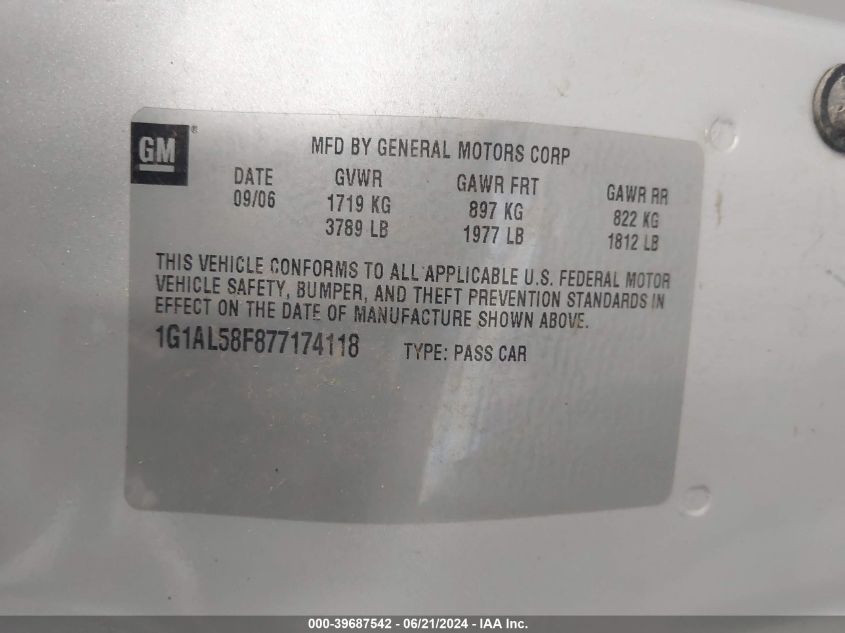 GM®
MFD BY GENERAL MOTORS CORP
DATE GVWR GAWR FRT GAWR RR
09/06 1719 KG 897 KG 822 KG
3789 LB 1977 LB 1812 LB
THIS VEHICLE CONFORMS TO ALL APPLICABLE U.S. FEDERAL MOTOR
VEHICLE SAFETY, BUMPER, AND THEFT PREVENTION STANDARDS IN
EFFECT ON THE DATE OF MANUFACTURE SHOWN ABOVE.
1G1AL58F877174118 TYPE: PASS CAR
000-39687542 - 06/21/2024 - IAA Inc.